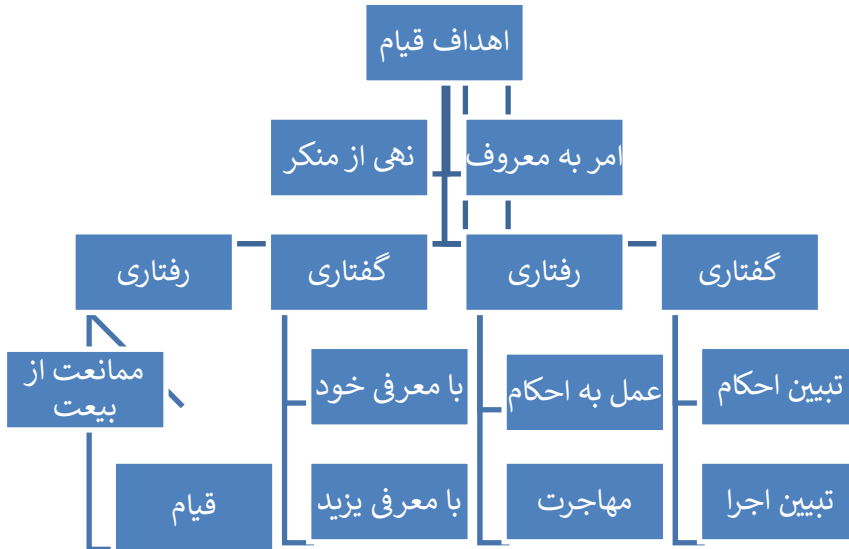 اهداف قیام
امر به معروف
نهی از منکر
گفتاری
رفتاری
گفتاری
رفتاری
تبیین احکام
عمل به احکام
با معرفی خود
ممانعت از
بیعت
تبیین اجرا
مهاجرت
با معرفی یزید
قیام